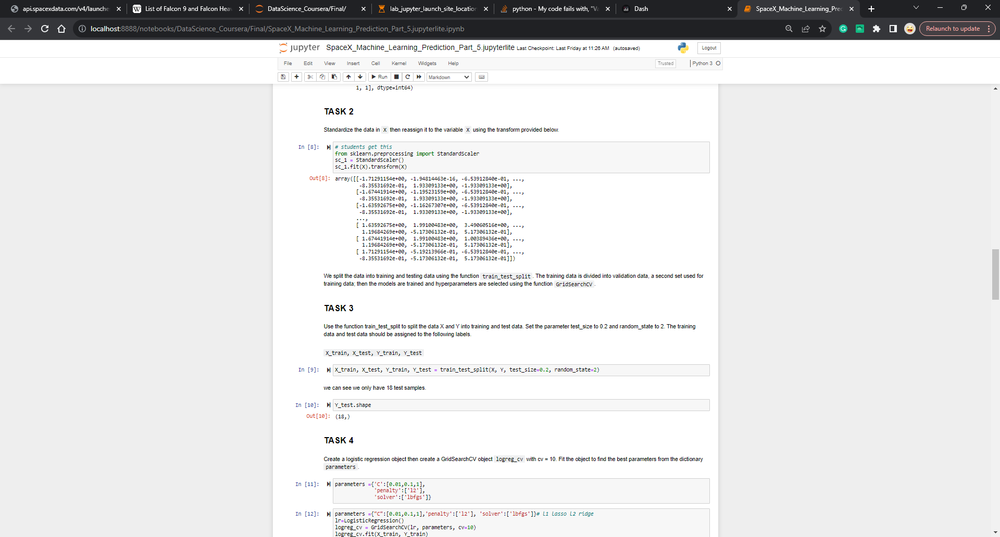 api.spacexdata.com/v4/launche
List of Falcon 9 and Falcon Hea
DataScience_Coursera/Final/
lab_jupyter_launch_site_location
python - My code fails with, "Va
Dash
SpaceX_Machine_Learning_Pred
localhost:8888/notebooks/DataScience_Coursera/Final/SpaceX_Machine_Learning_Prediction_Part_5.jupyterlite.ipynb
Relaunch to update
jupyter SpaceX_Machine_Learning_Prediction_Part_5.jupyterlite Last Checkpoint: Last Friday at 11:26 AM (autosaved)
Logout
File Edit View Insert Cell Kernel Widgets Help
Trusted
Python 3
Run
Markdown
1, 1], dtype=int64)
TASK 2
Standardize the data in X then reassign it to the variable X using the transform provided below.
In [8]:
# students get this
from sklearn.preprocessing import StandardScaler
sc_1 = StandardScaler()
sc_1.fit(X).transform(X)
Out[8]: array([[-1.71291154e+00, -1.94814463e-16, -6.53912840e-01, ...,
-8.35531692e-01, 1.93309133e+00, -1.93309133e+00],
[-1.67441914e+00, -1.19523159e+00, -6.53912840e-01, ...,
-8.35531692e-01, 1.93309133e+00, -1.93309133e+00],
[-1.63592675e+00, -1.16267307e+00, -6.53912840e-01, ...,
-8.35531692e-01, 1.93309133e+00, -1.93309133e+00],
...,
[ 1.63592675e+00, 1.99100483e+00, 3.49060516e+00, ...,
1.19684269e+00, -5.17306132e-01, 5.17306132e-01],
[ 1.67441914e+00, 1.99100483e+00, 1.00389436e+00, ...,
1.19684269e+00, -5.17306132e-01, 5.17306132e-01],
[ 1.71291154e+00, -5.19213966e-01, -6.53912840e-01, ...,
-8.35531692e-01, -5.17306132e-01, 5.17306132e-01]])
We split the data into training and testing data using the function train_test_split . The training data is divided into validation data, a second set used for
training data; then the models are trained and hyperparameters are selected using the function GridSearchCV .
TASK 3
Use the function train_test_split to split the data X and Y into training and test data. Set the parameter test_size to 0.2 and random_state to 2. The training
data and test data should be assigned to the following labels.
X_train, X_test, Y_train, Y_test
In [9]: X_train, X_test, Y_train, Y_test = train_test_split(X, Y, test_size=0.2, random_state=2)
we can see we only have 18 test samples.
In [10]: Y_test.shape
Out[10]: (18,)
TASK 4
Create a logistic regression object then create a GridSearchCV object logreg_cv with cv = 10. Fit the object to find the best parameters from the dictionary
parameters .
In [11]: parameters ={'C':[0.01,0.1,1],
'penalty':['l2'],
'solver':['lbfgs']}
In [12]: parameters ={"C":[0.01,0.1,1],'penalty':['l2'], 'solver':['lbfgs']}# l1 lasso l2 ridge
lr=LogisticRegression()
logreg_cv = GridSearchCV(lr, parameters, cv=10)
logreg_cv.fit(X_train, Y_train)